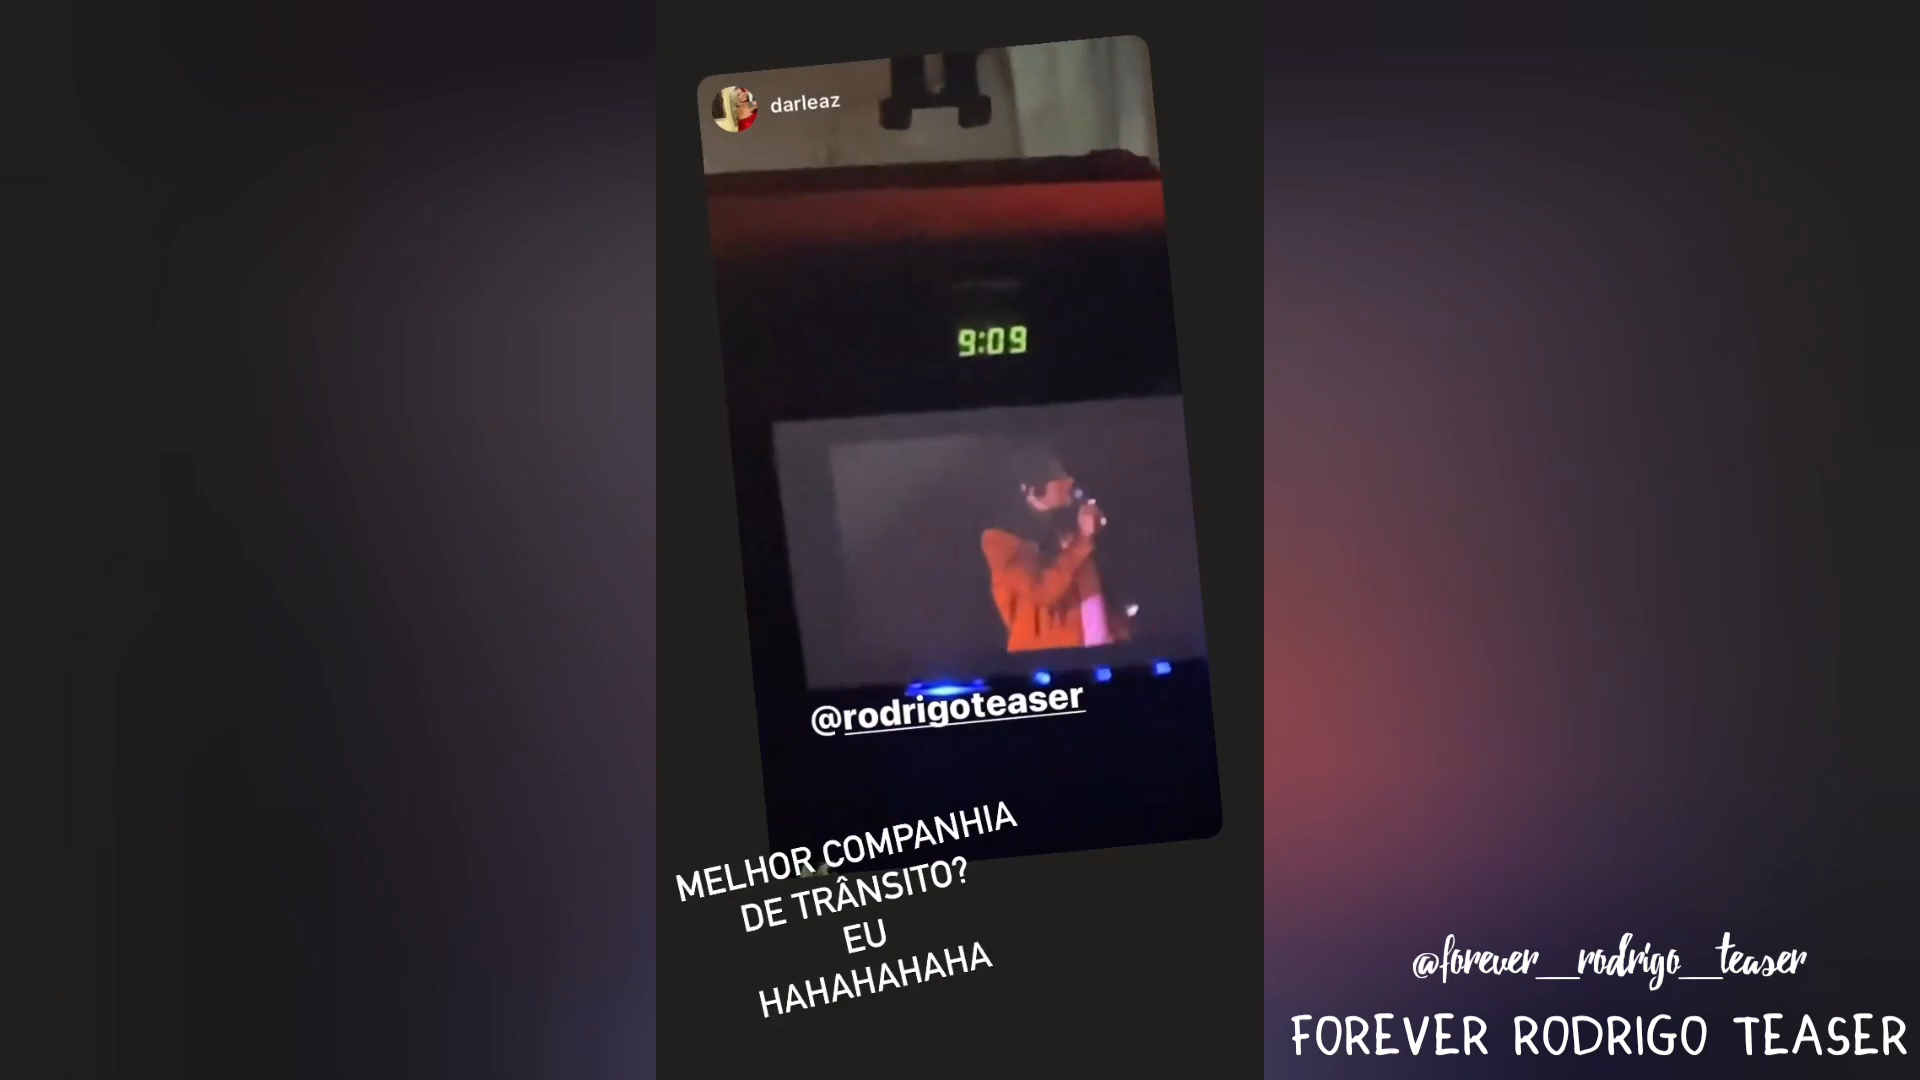 darleaz
9:09
@rodrigoteaser
MELHOR COMPANHIA
DE TRÂNSITO?
EU
HAHAHAHAHA
@forever__rodrigo__teaser
FOREVER RODRIGO TEASER